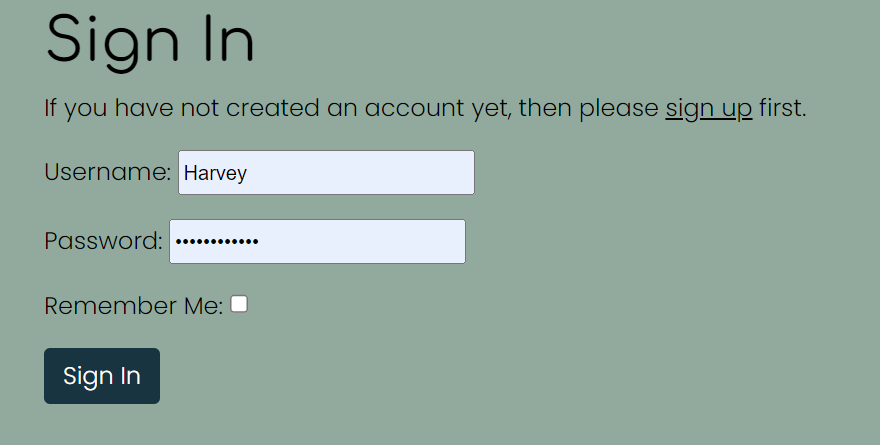 Sign In
If you have not created an account yet, then please sign up first.
Username: Harvey
Password: ••••••••••••
Remember Me:
Sign In